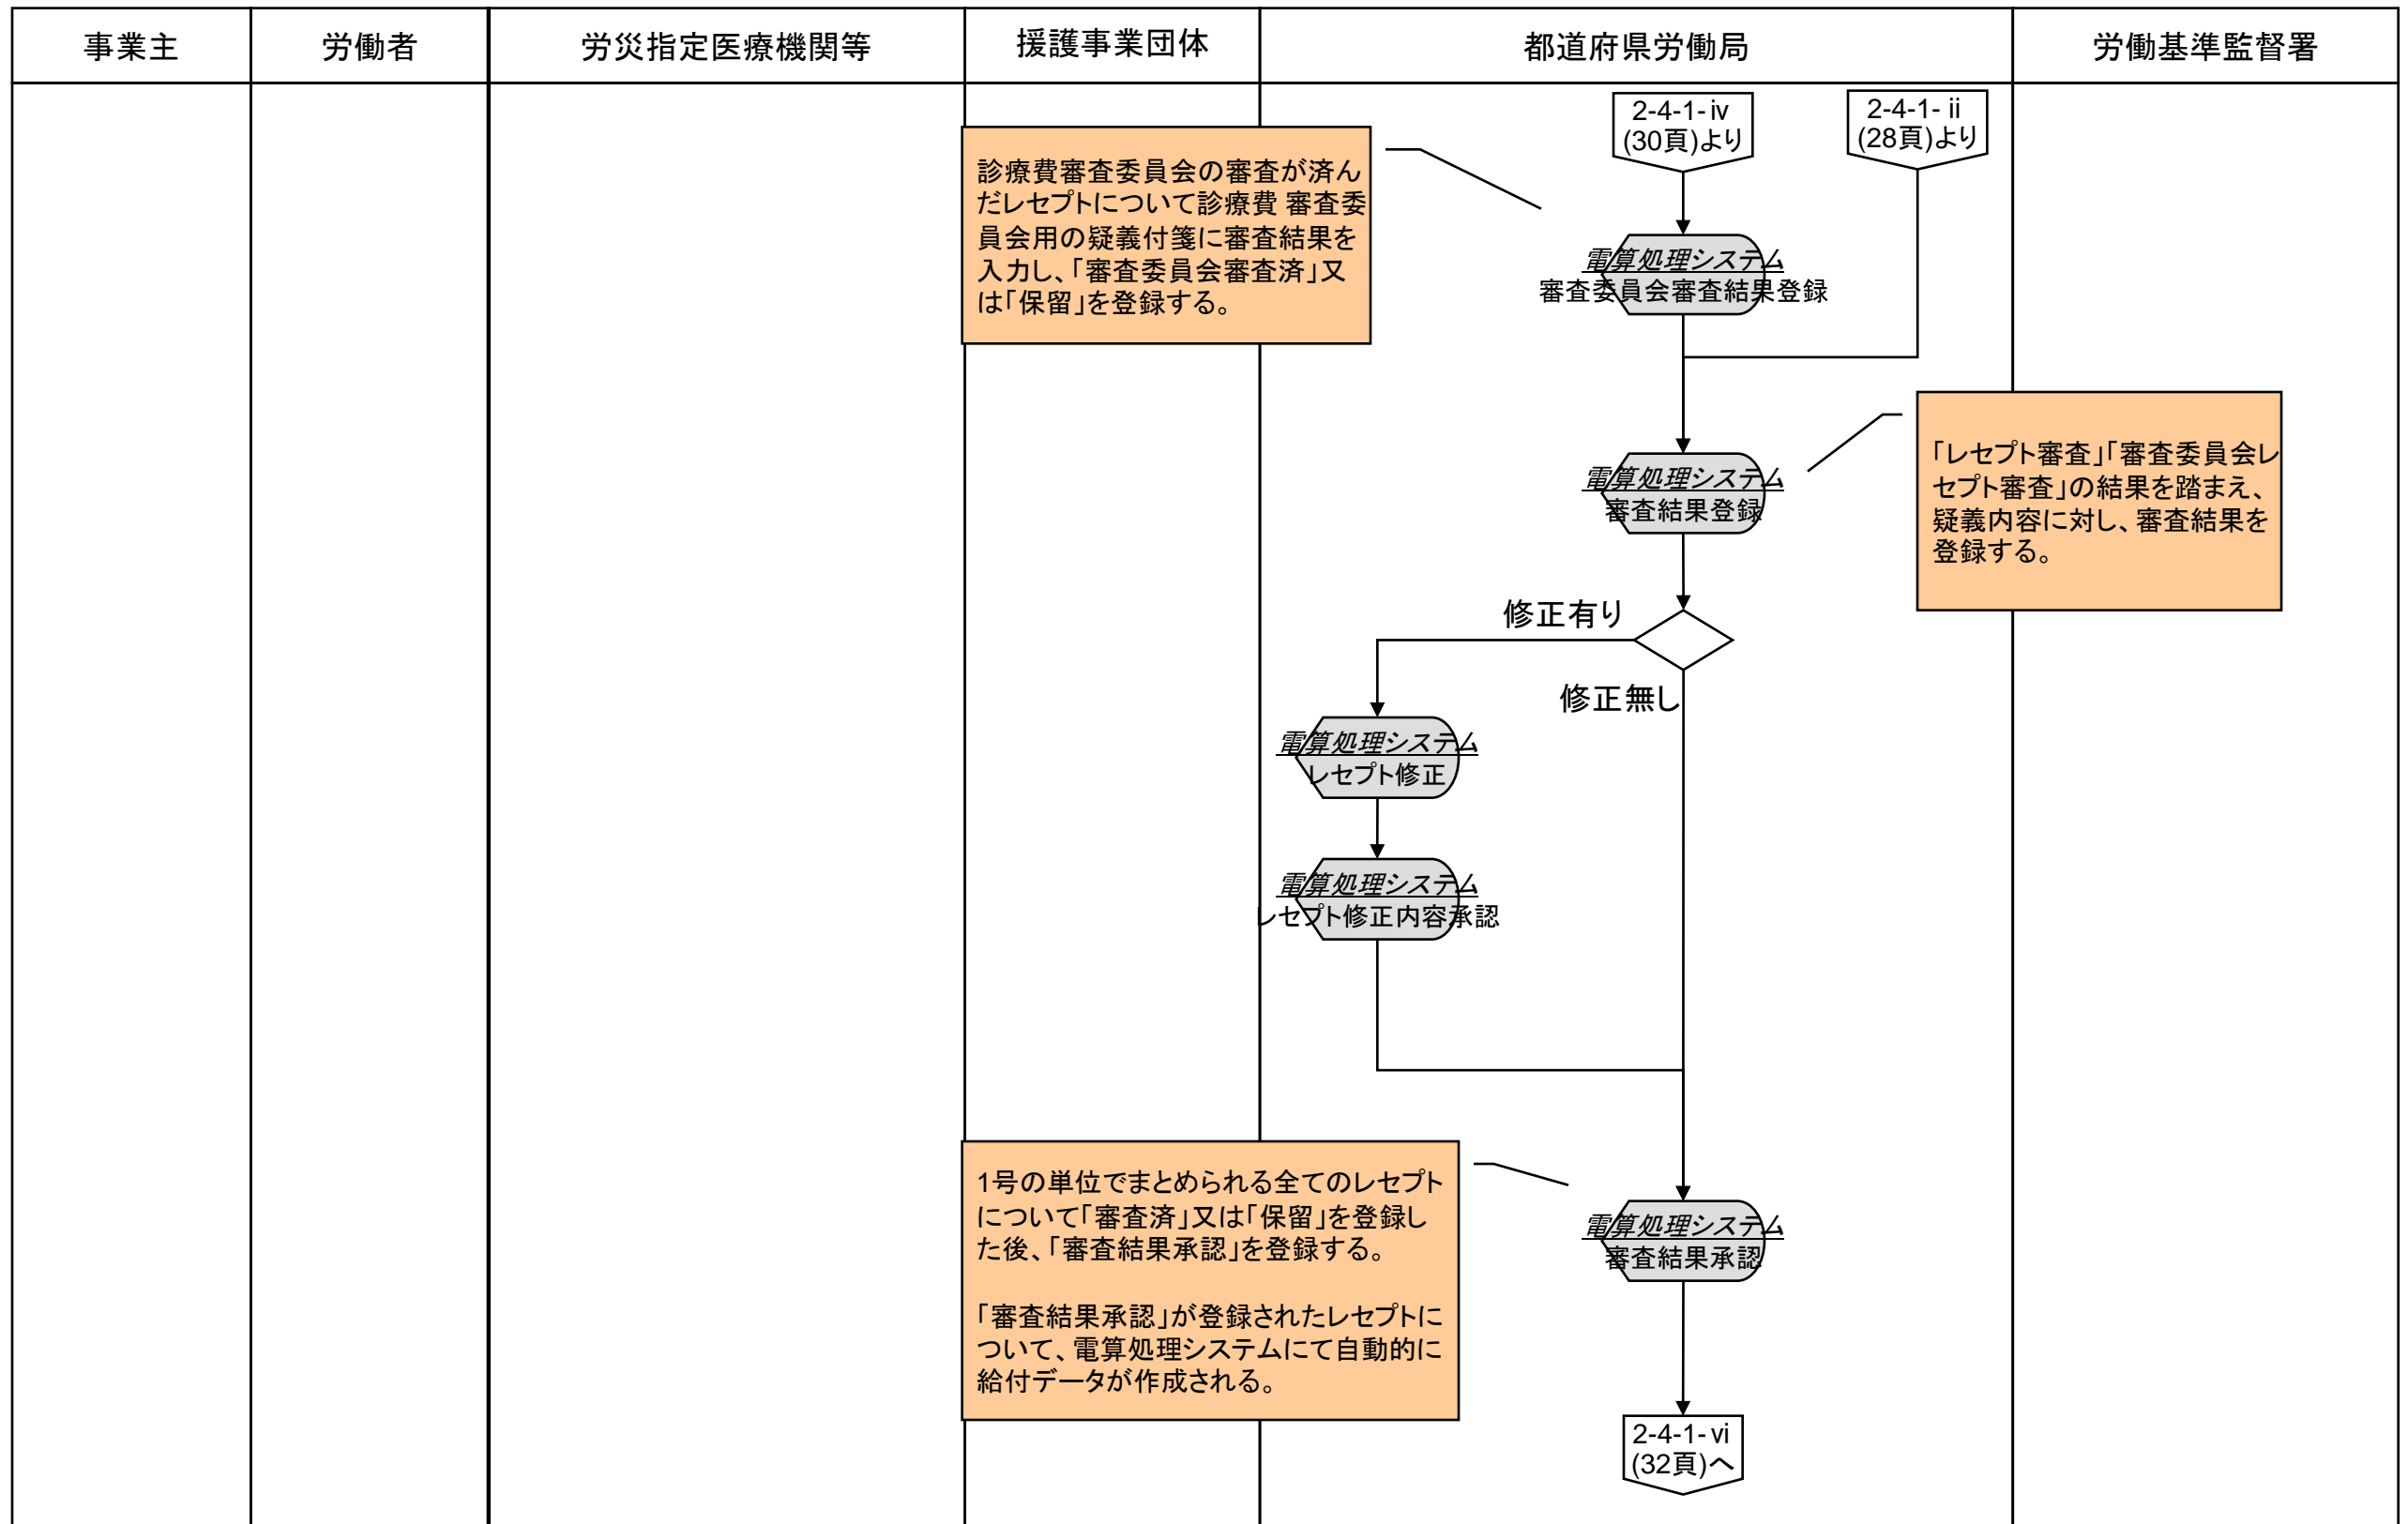 事業主
労働者
労災指定医療機関等
援護事業団体
都道府県労働局
労働基準監督署
2-4-1-ⅳ
(30頁)より
2-4-1-ⅱ
(28頁)より
診療費審査委員会の審査が済ん
だレセプトについて診療費 審査委
員会用の疑義付箋に審査結果を
入力し、「審査委員会審査済」又
は「保留」を登録する。
電算処理システム
審査委員会審査結果登録
「レセプト審査」「審査委員会レ
セプト審査」の結果を踏まえ、
疑義内容に対し、審査結果を
登録する。
電算処理システム
審査結果登録
修正有り
修正無し
電算処理システム
レセプト修正
電算処理システム
レセプト修正内容承認
1号の単位でまとめられる全てのレセプト
について「審査済」又は「保留」を登録し
た後、「審査結果承認」を登録する。
「審査結果承認」が登録されたレセプトに
ついて、電算処理システムにて自動的に
給付データが作成される。
電算処理システム
審査結果承認
2-4-1-ⅵ
(32頁)へ